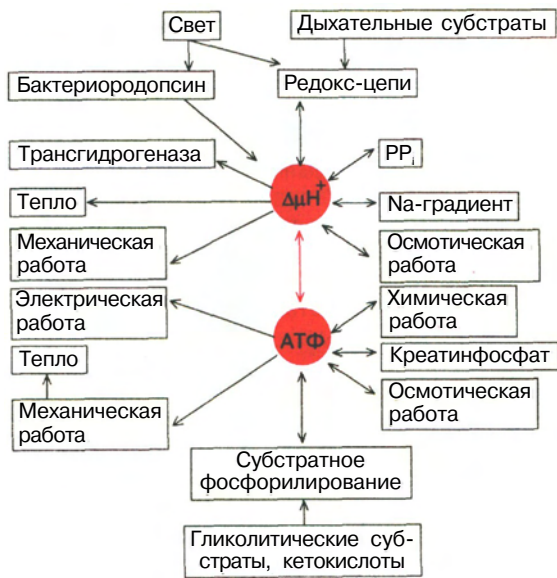 Свет
Дыхательные субстраты
Бактериородопсин
Редокс-цепи
Трансгидрогеназа
PPi
ΔμH+
Тепло
Na-градиент
Механическая
работа
Осмотическая
работа
Электрическая
работа
Химическая
работа
АТФ
Тепло
Креатинфосфат
Механическая
работа
Осмотическая
работа
Субстратное
фосфорилирование
Гликолитические суб-
страты, кетокислоты